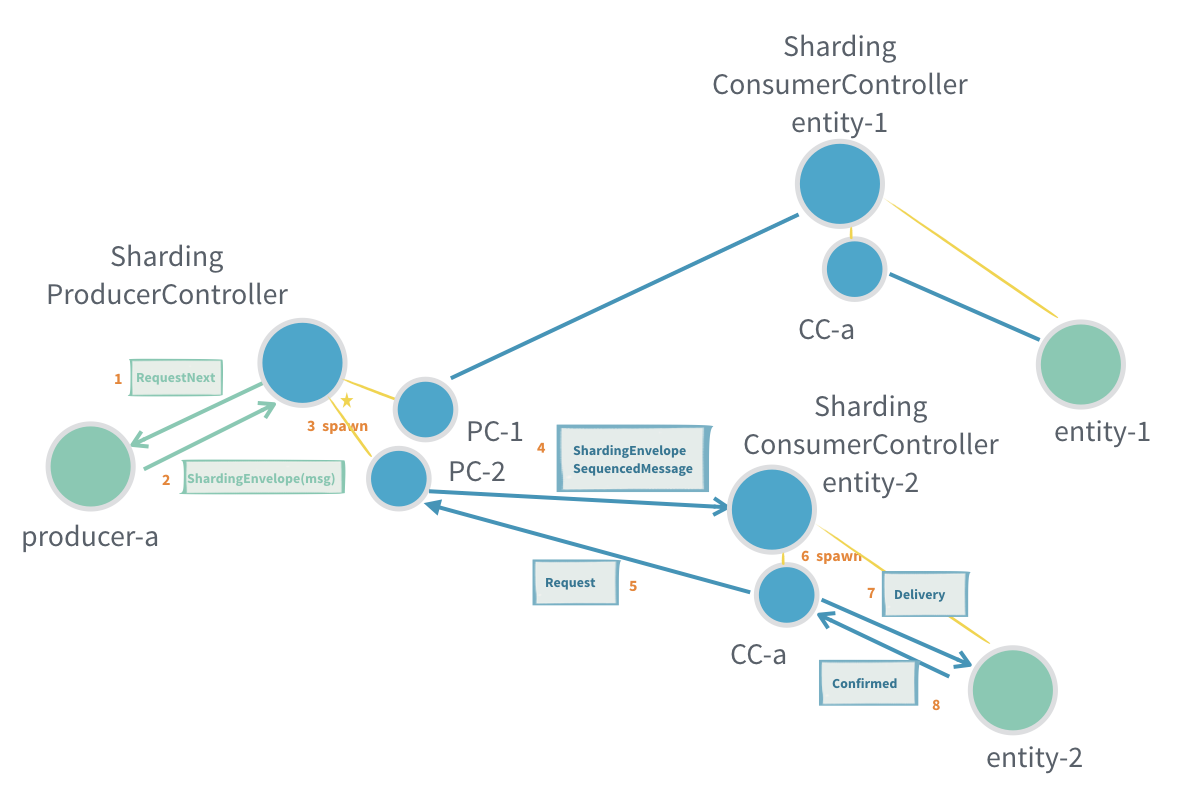 Sharding
ConsumerController
entity-1
Sharding
ProducerController
CC-a
1 RequestNext
3 spawn
PC-1
entity-1
Sharding
ConsumerController
entity-2
4 ShardingEnvelope
SequencedMessage
PC-2
2 ShardingEnvelope(msg)
producer-a
6 spawn
Request 5
7 Delivery
CC-a
Confirmed
8
entity-2